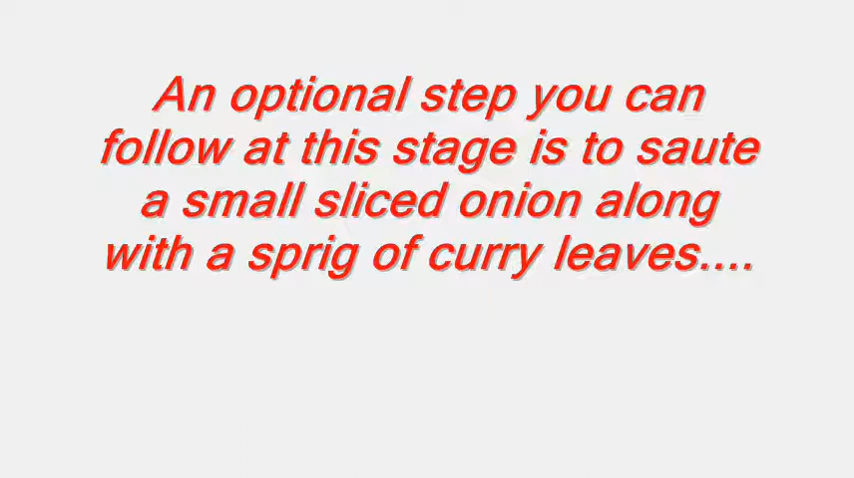 An optional step you can
follow at this stage is to saute
a small sliced onion along
with a sprig of curry leaves....